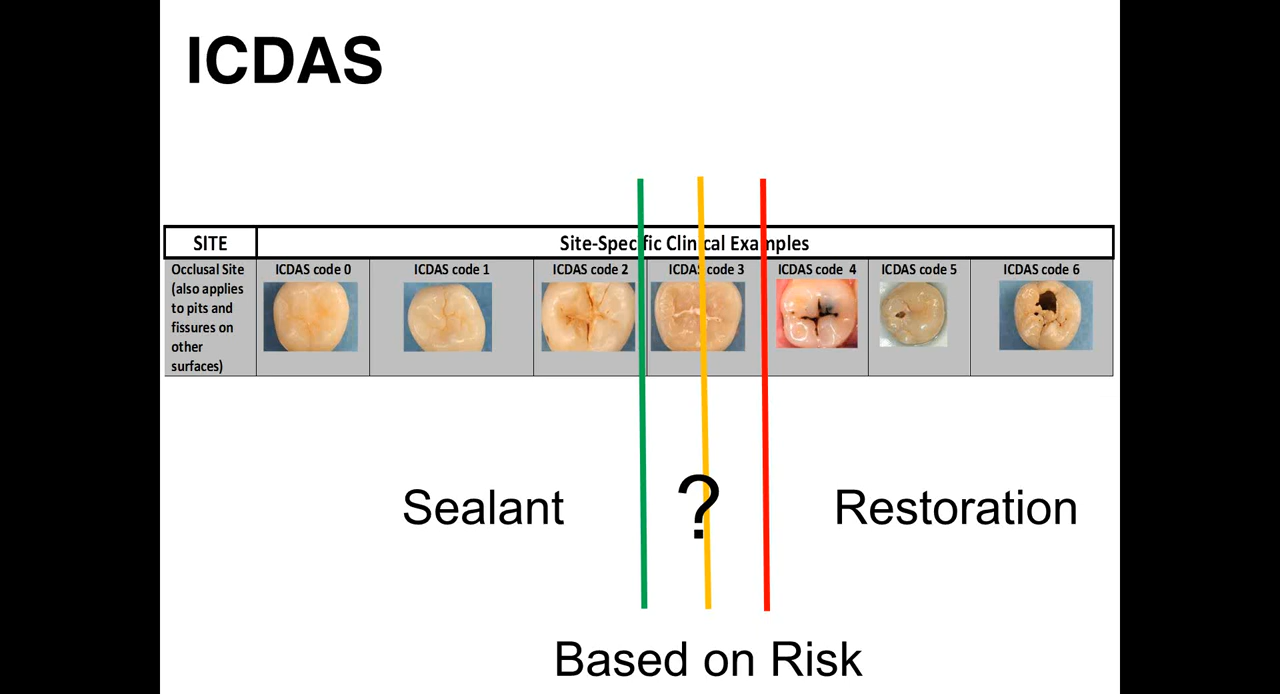 ICDAS
SITE
Site-Specific Clinical Examples
Occlusal Site
(also applies
to pits and
fissures on
other
surfaces)
ICDAS code 0
ICDAS code 1
ICDAS code 2
ICDAS code 3
ICDAS code 4
ICDAS code 5
ICDAS code 6
Sealant
?
Restoration
Based on Risk